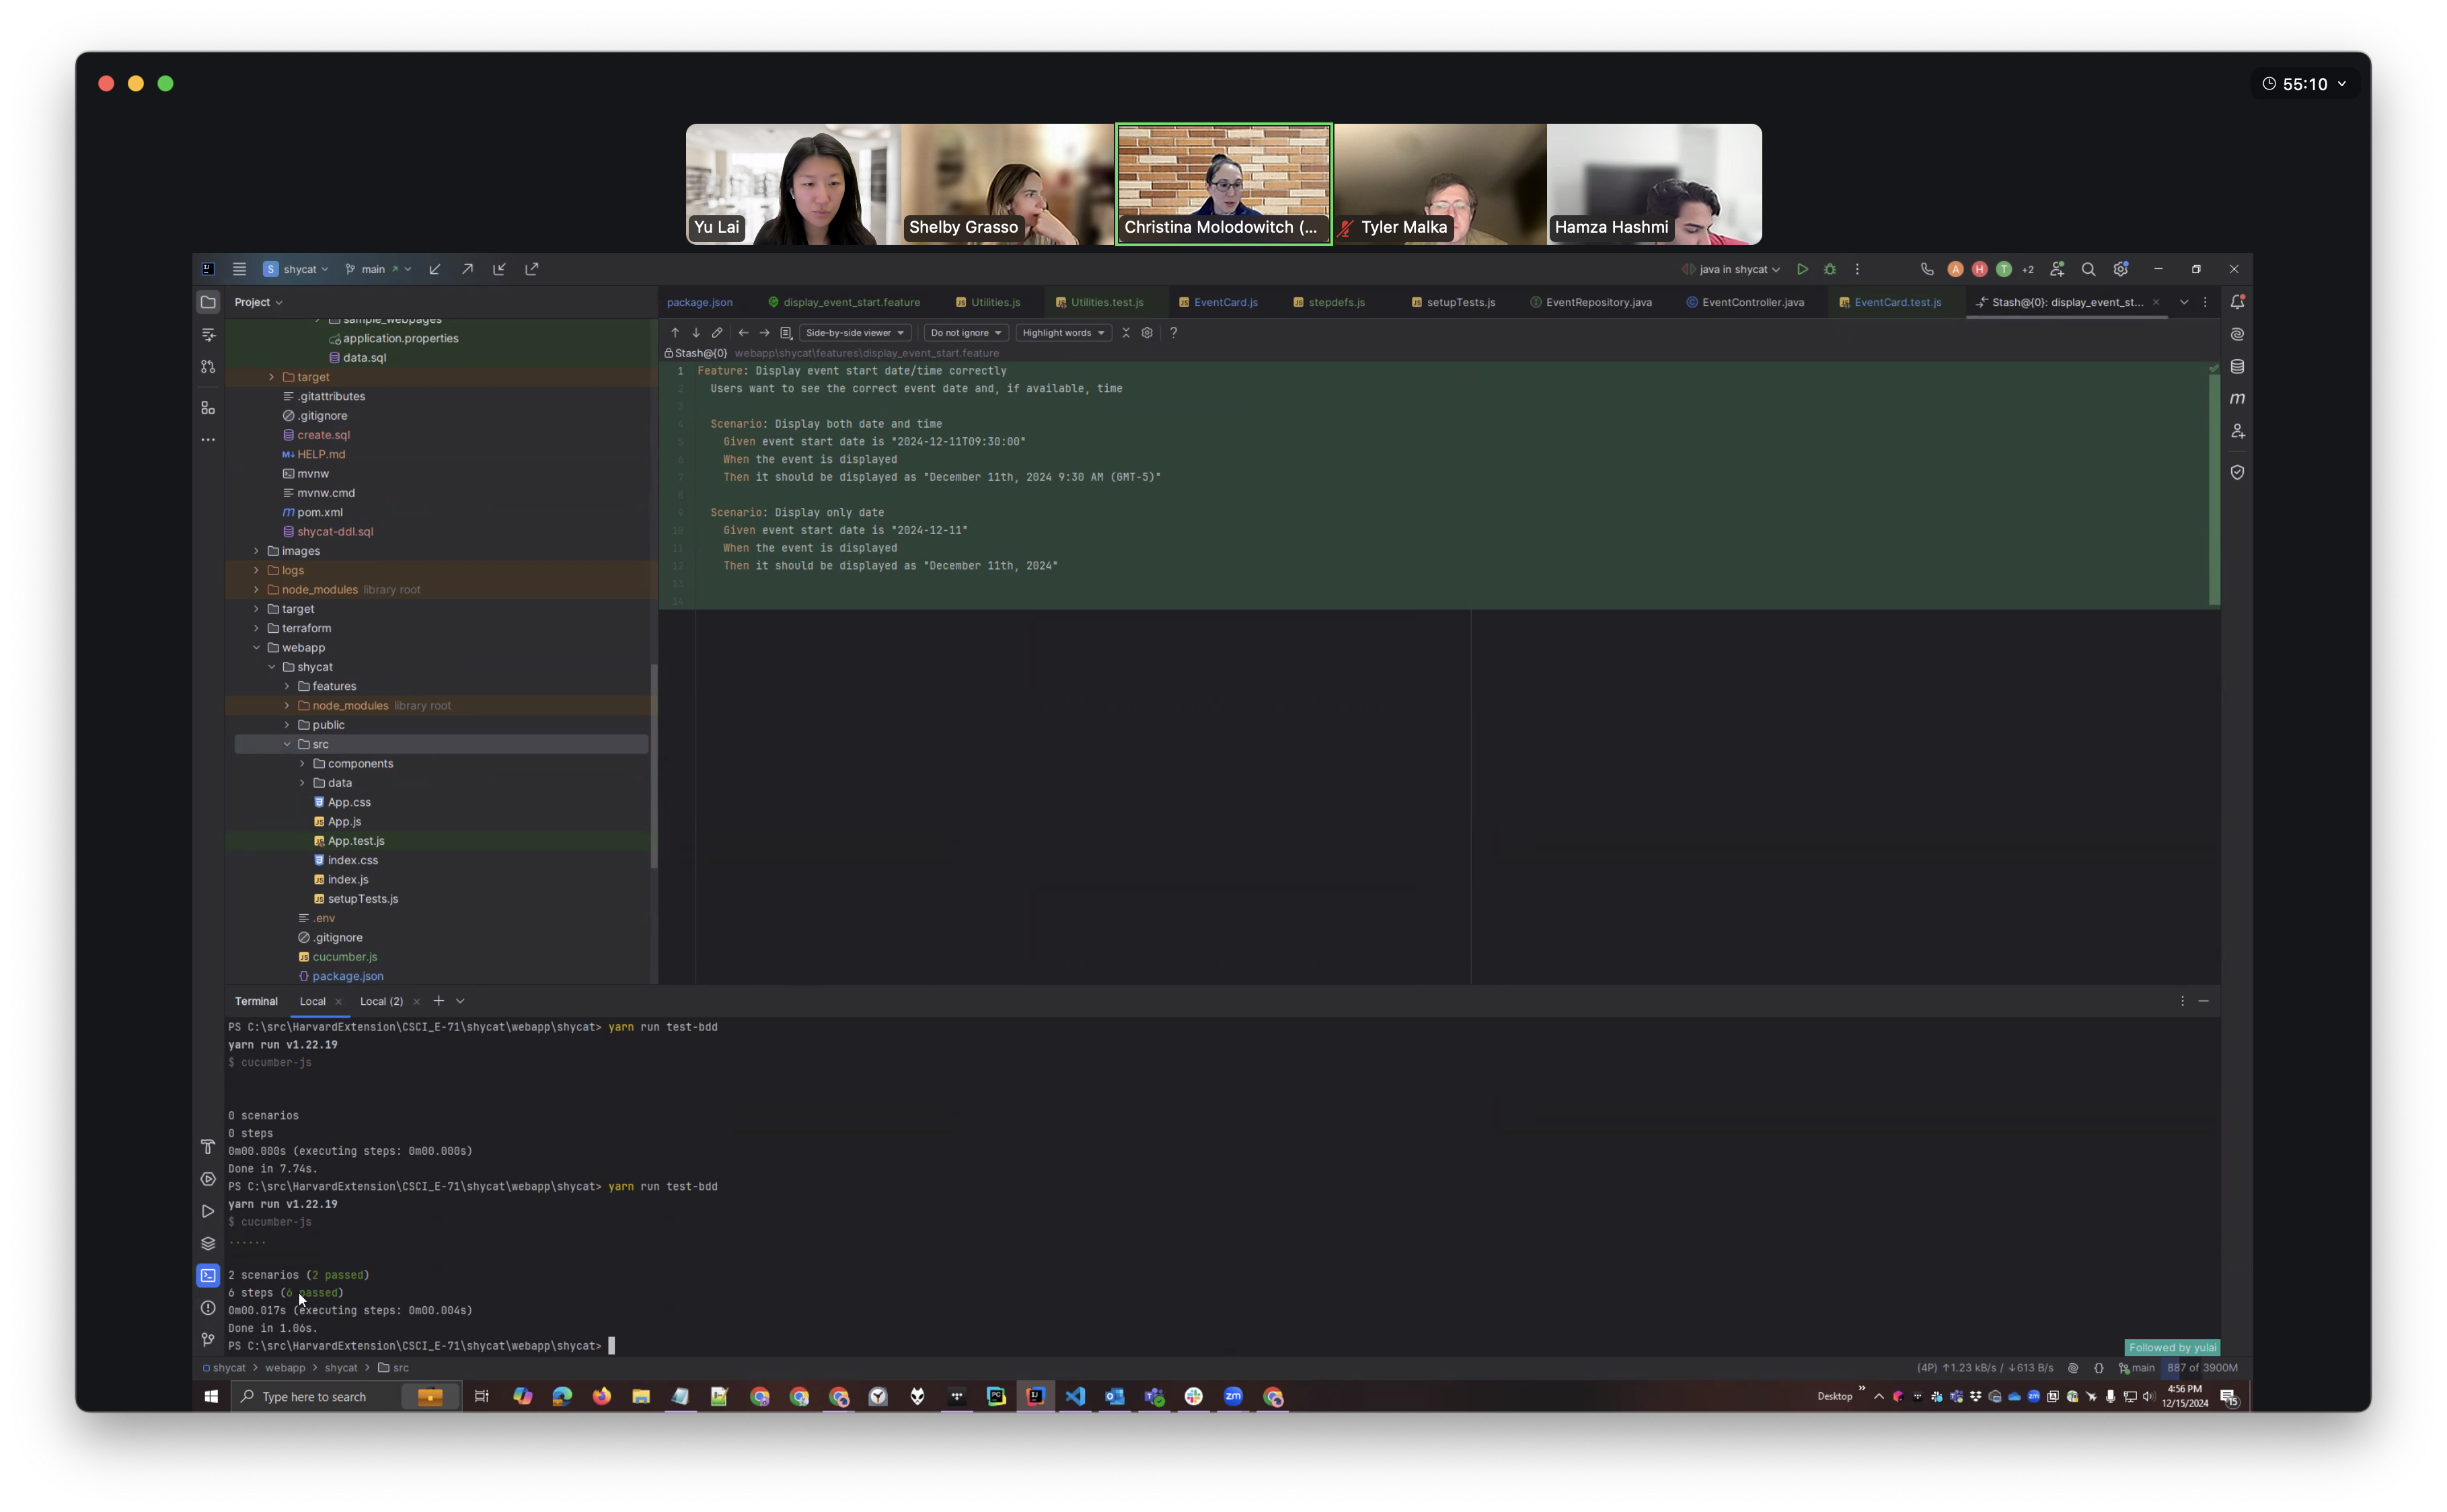 55:10
Yu Lai
Shelby Grasso
Christina Molodowitch (...
Tyler Malka
Hamza Hashmi
S shycat main
java in shycat
A H T +2
Project
package.json display_event_start.feature Utilities.js Utilities.test.js EventCard.js stepdefs.js setupTests.js EventRepository.java EventController.java EventCard.test.js Stash@{0}: display_event_st...
Side-by-side viewer Do not ignore Highlight words ?
Stash@{0} webapp\shycat\features\display_event_start.feature
sample_webpages
application.properties
data.sql
target
.gitattributes
.gitignore
create.sql
HELP.md
mvnw
mvnw.cmd
pom.xml
shycat-ddl.sql
images
logs
node_modules library root
target
terraform
webapp
shycat
features
node_modules library root
public
src
components
data
App.css
App.js
App.test.js
index.css
index.js
setupTests.js
.env
.gitignore
cucumber.js
package.json
1 Feature: Display event start date/time correctly
2 Users want to see the correct event date and, if available, time
3
4 Scenario: Display both date and time
5 Given event start date is "2024-12-11T09:30:00"
6 When the event is displayed
7 Then it should be displayed as "December 11th, 2024 9:30 AM (GMT-5)"
8
9 Scenario: Display only date
10 Given event start date is "2024-12-11"
11 When the event is displayed
12 Then it should be displayed as "December 11th, 2024"
13
14
Terminal Local Local (2)
PS C:\src\HarvardExtension\CSCI_E-71\shycat\webapp\shycat> yarn run test-bdd
yarn run v1.22.19
$ cucumber-js
0 scenarios
0 steps
0m00.000s (executing steps: 0m00.000s)
Done in 7.74s.
PS C:\src\HarvardExtension\CSCI_E-71\shycat\webapp\shycat> yarn run test-bdd
yarn run v1.22.19
$ cucumber-js
......
2 scenarios (2 passed)
6 steps (6 passed)
0m00.017s (executing steps: 0m00.004s)
Done in 1.06s.
PS C:\src\HarvardExtension\CSCI_E-71\shycat\webapp\shycat>
Followed by yulai
shycat > webapp > shycat > src
(4P) ↑1.23 kB/s / ↓613 B/s main 887 of 3900M
Type here to search
Desktop
4:56 PM
12/15/2024
15